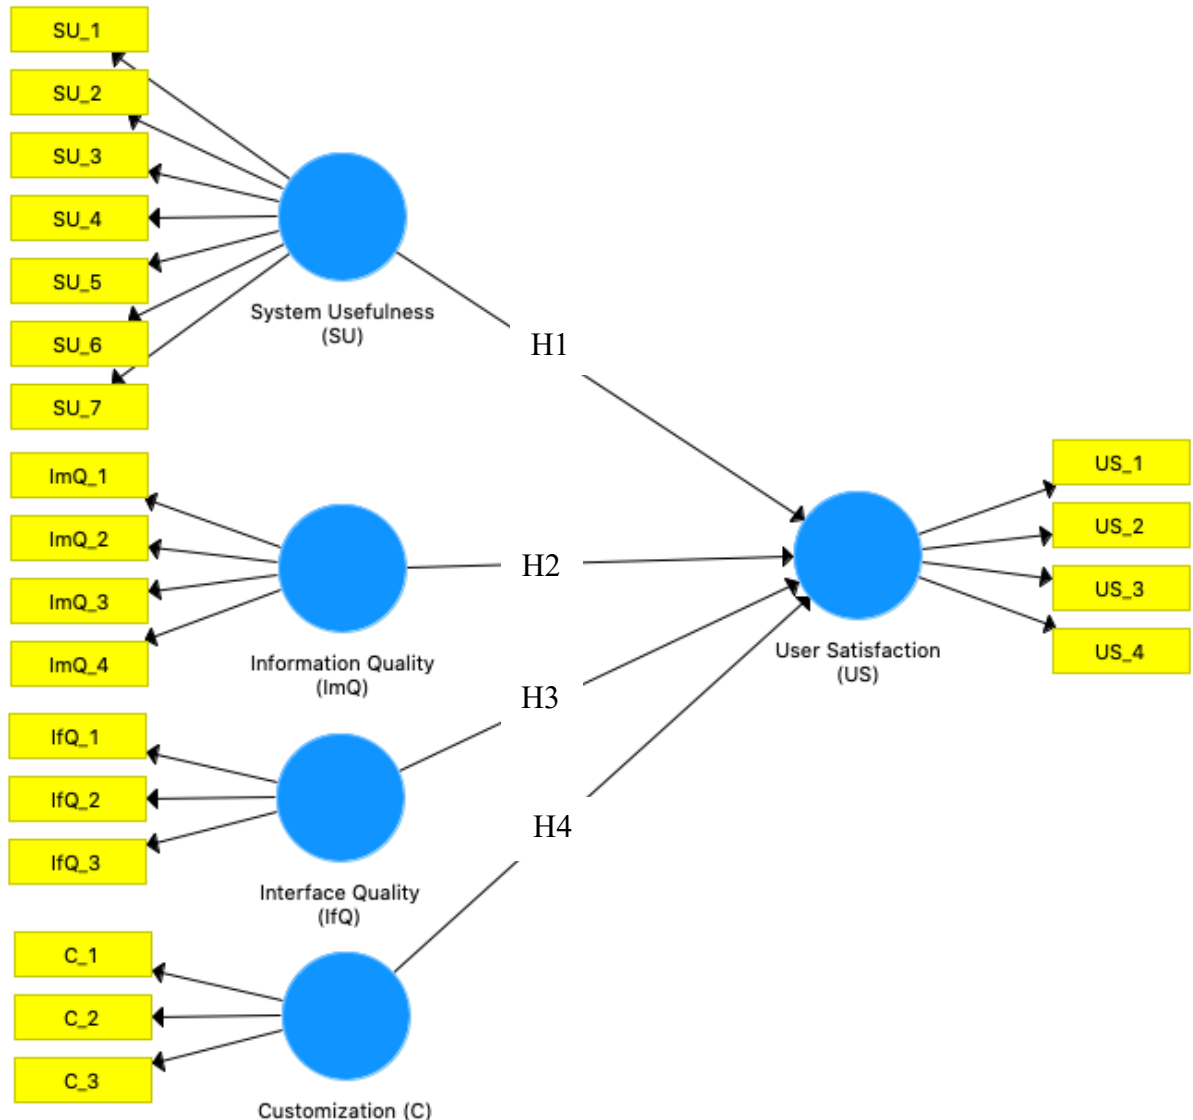 SU_1
SU_2
SU_3
SU_4
SU_5
SU_6
SU_7
System Usefulness
(SU)
H1
ImQ_1
ImQ_2
ImQ_3
ImQ_4
Information Quality
(ImQ)
H2
IfQ_1
IfQ_2
IfQ_3
Interface Quality
(IfQ)
H3
C_1
C_2
C_3
Customization (C)
H4
User Satisfaction
(US)
US_1
US_2
US_3
US_4